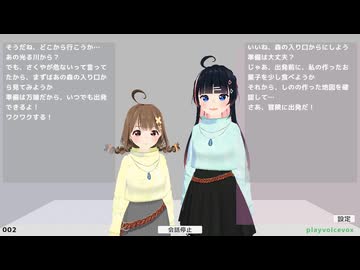 そうだね、どこから行こうか…
あの光る川から？
でも、さくやが危ないって言って
たから、まずはあの森の入り口か
ら見てみようか
準備は万端だから、いつでも出発
できるよ！
ワクワクする！
いいね、森の入り口からにしよう
準備は大丈夫？
じゃあ、出発前に、私の作ったお
菓子を少し食べようか
それから、しのの作った地図を確
認して…
さあ、冒険に出発だ！
設定
002
会話停止
playvoicevox